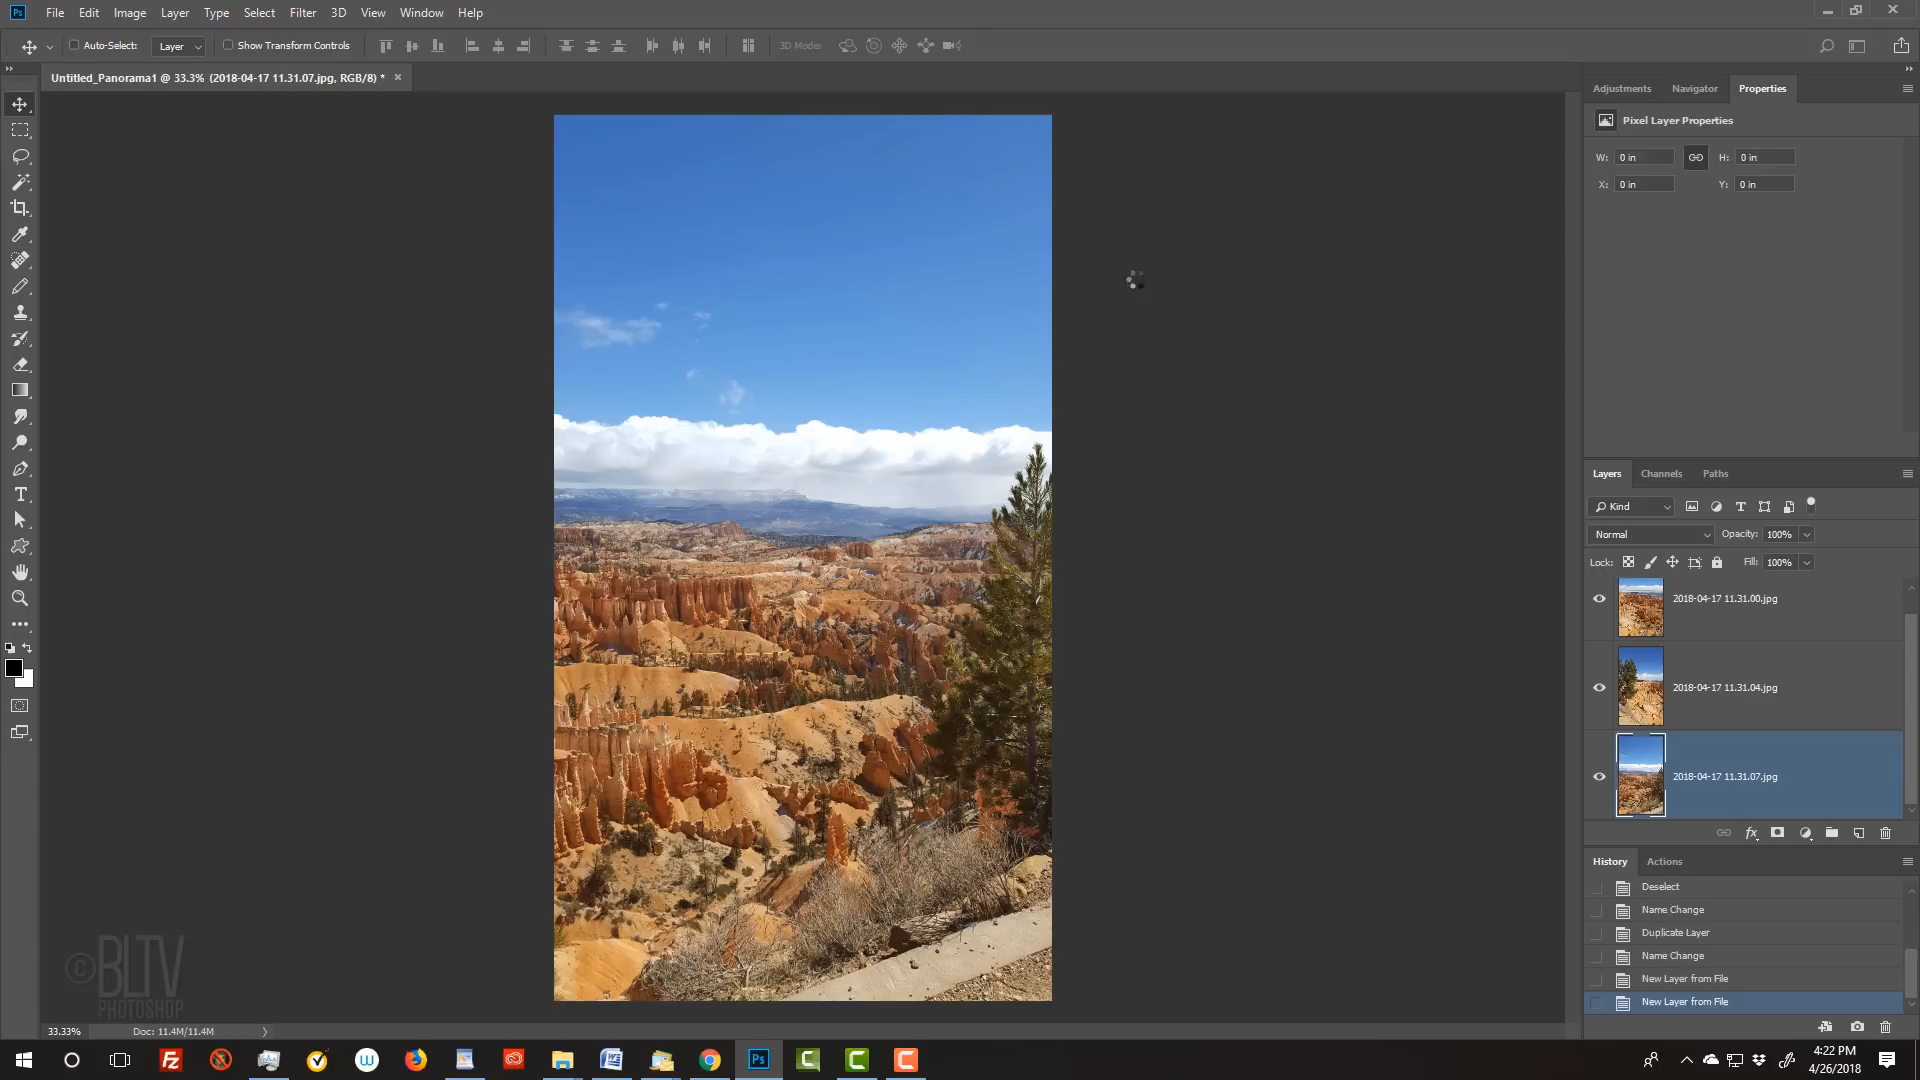 Ps File Edit Image Layer Type Select Filter 3D View Window Help
Auto-Select: Layer Show Transform Controls 3D Mode:
Untitled_Panorama1 @ 33.3% (2018-04-17 11.31.07.jpg, RGB/8) * ×
Adjustments Navigator Properties
Pixel Layer Properties
W: 0 in H: 0 in
X: 0 in Y: 0 in
Layers Channels Paths
Kind
Normal Opacity: 100%
Lock: Fill: 100%
2018-04-17 11.31.00.jpg
2018-04-17 11.31.04.jpg
2018-04-17 11.31.07.jpg
fx
History Actions
Deselect
Name Change
Duplicate Layer
Name Change
New Layer from File
New Layer from File
©BLTV
PHOTOSHOP
33.33% Doc: 11.4M/11.4M
Fz W Ps C C C
4:22 PM
4/26/2018